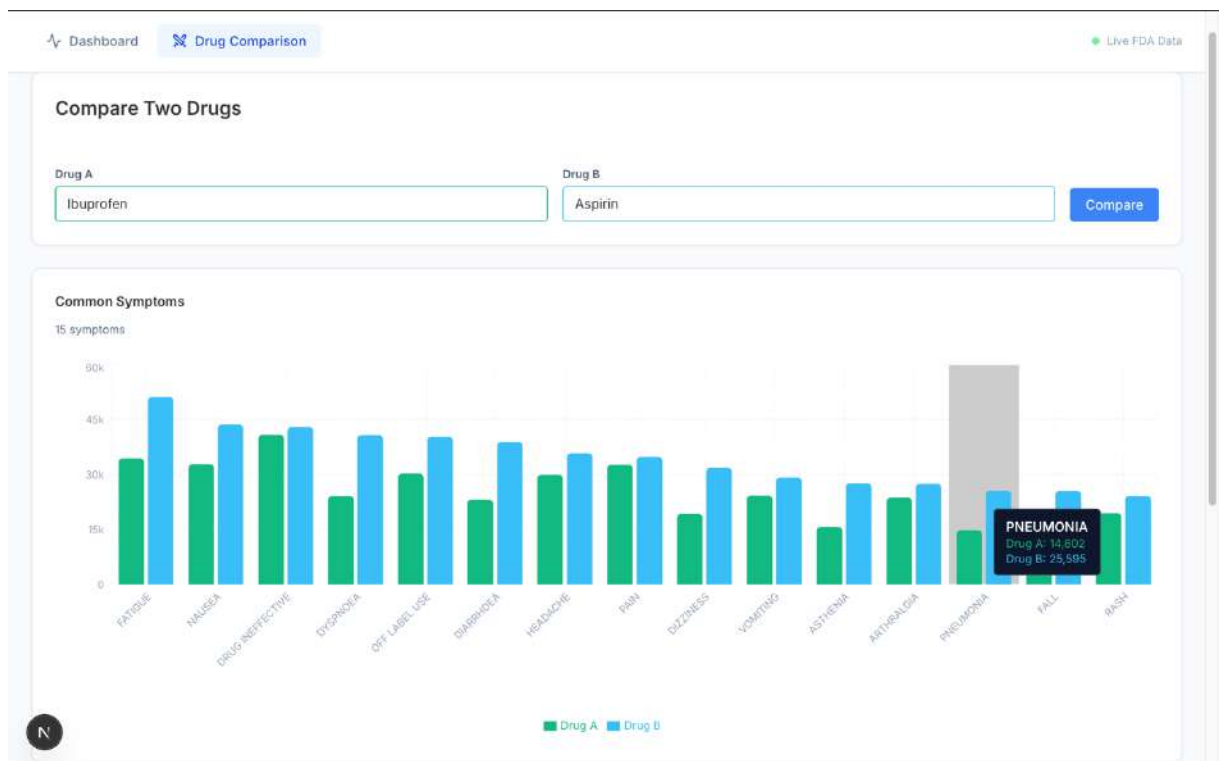 Dashboard
Drug Comparison
Live FDA Data
Compare Two Drugs
Drug A
Drug B
Ibuprofen
Aspirin
Compare
Common Symptoms
15 symptoms
60k
45k
30k
15k
0
FATIGUE
NAUSEA
DRUG INEFFECTIVE
DYSPNOEA
OFF LABEL USE
DIARRHOEA
HEADACHE
PAIN
DIZZINESS
VOMITING
ASTHENIA
ARTHRALGIA
PNEUMONIA
FALL
RASH
PNEUMONIA
Drug A: 14,802
Drug B: 25,595
Drug A
Drug B
N